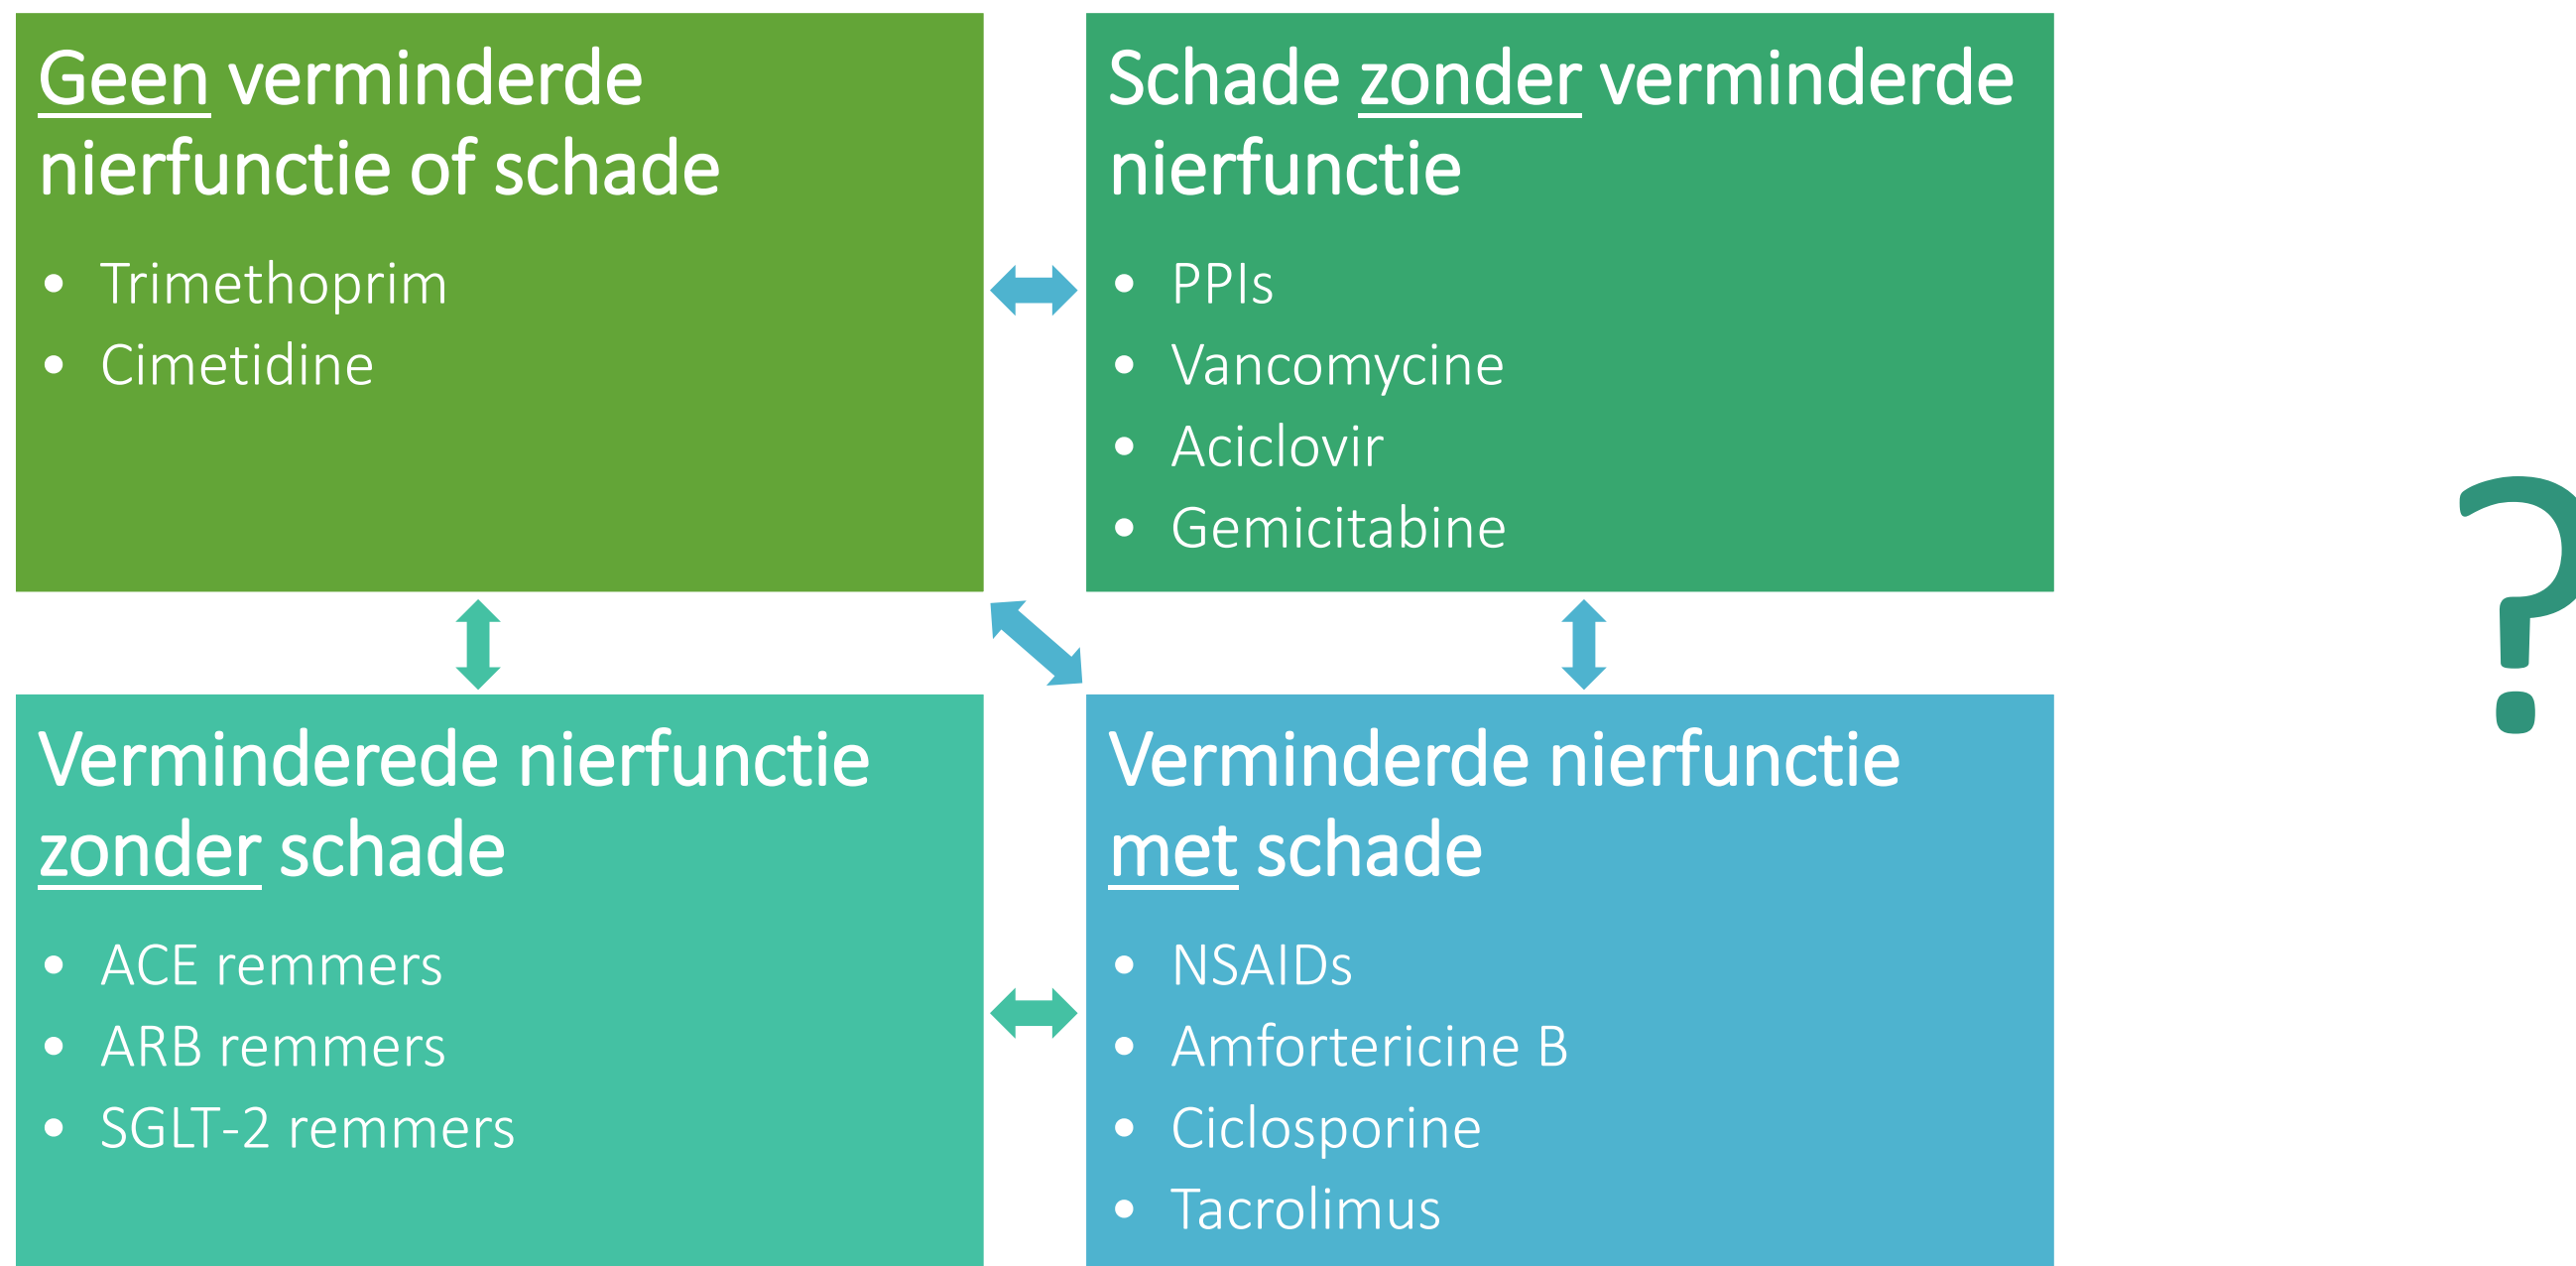 Geen verminderde
nierfunctie of schade
• Trimethoprim
• Cimetidine
Schade zonder verminderde
nierfunctie
• PPIs
• Vancomycine
• Aciclovir
• Gemicitabine
Verminderede nierfunctie
zonder schade
• ACE remmers
• ARB remmers
• SGLT-2 remmers
Verminderde nierfunctie
met schade
• NSAIDs
• Amfortericine B
• Ciclosporine
• Tacrolimus
?